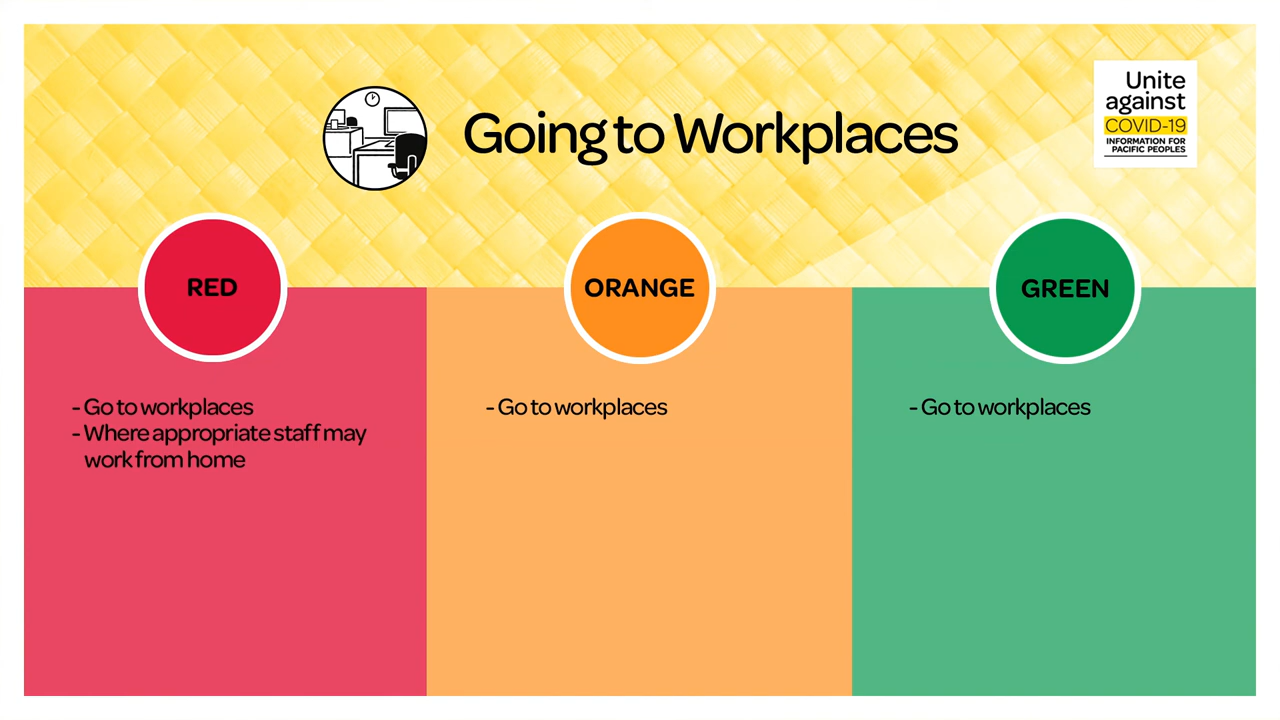 Going to Workplaces
Unite
against
COVID-19
INFORMATION FOR
PACIFIC PEOPLES
RED
- Go to workplaces
- Where appropriate staff may
work from home
ORANGE
- Go to workplaces
GREEN
- Go to workplaces